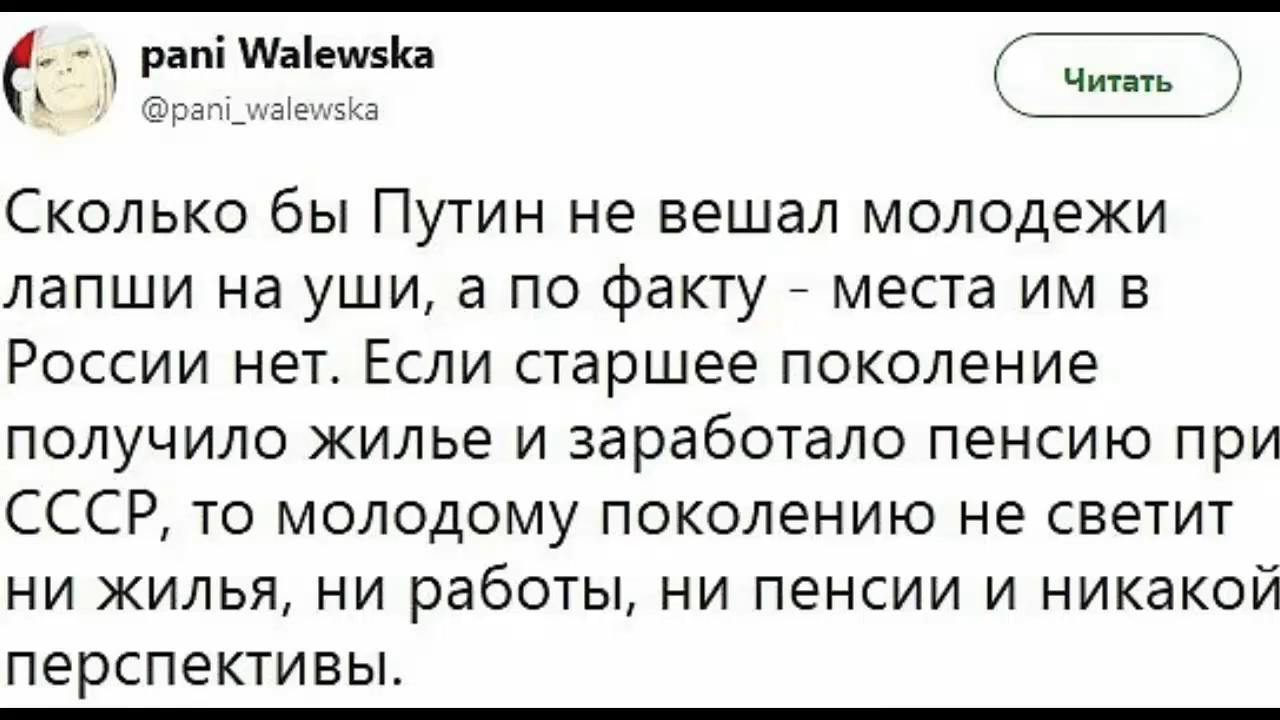 pani Walewska
@pani_walewska
Читать
Сколько бы Путин не вешал молодежи
лапши на уши, а по факту - места им в
России нет. Если старшее поколение
получило жилье и заработало пенсию при
СССР, то молодому поколению не светит
ни жилья, ни работы, ни пенсии и никакой
перспективы.